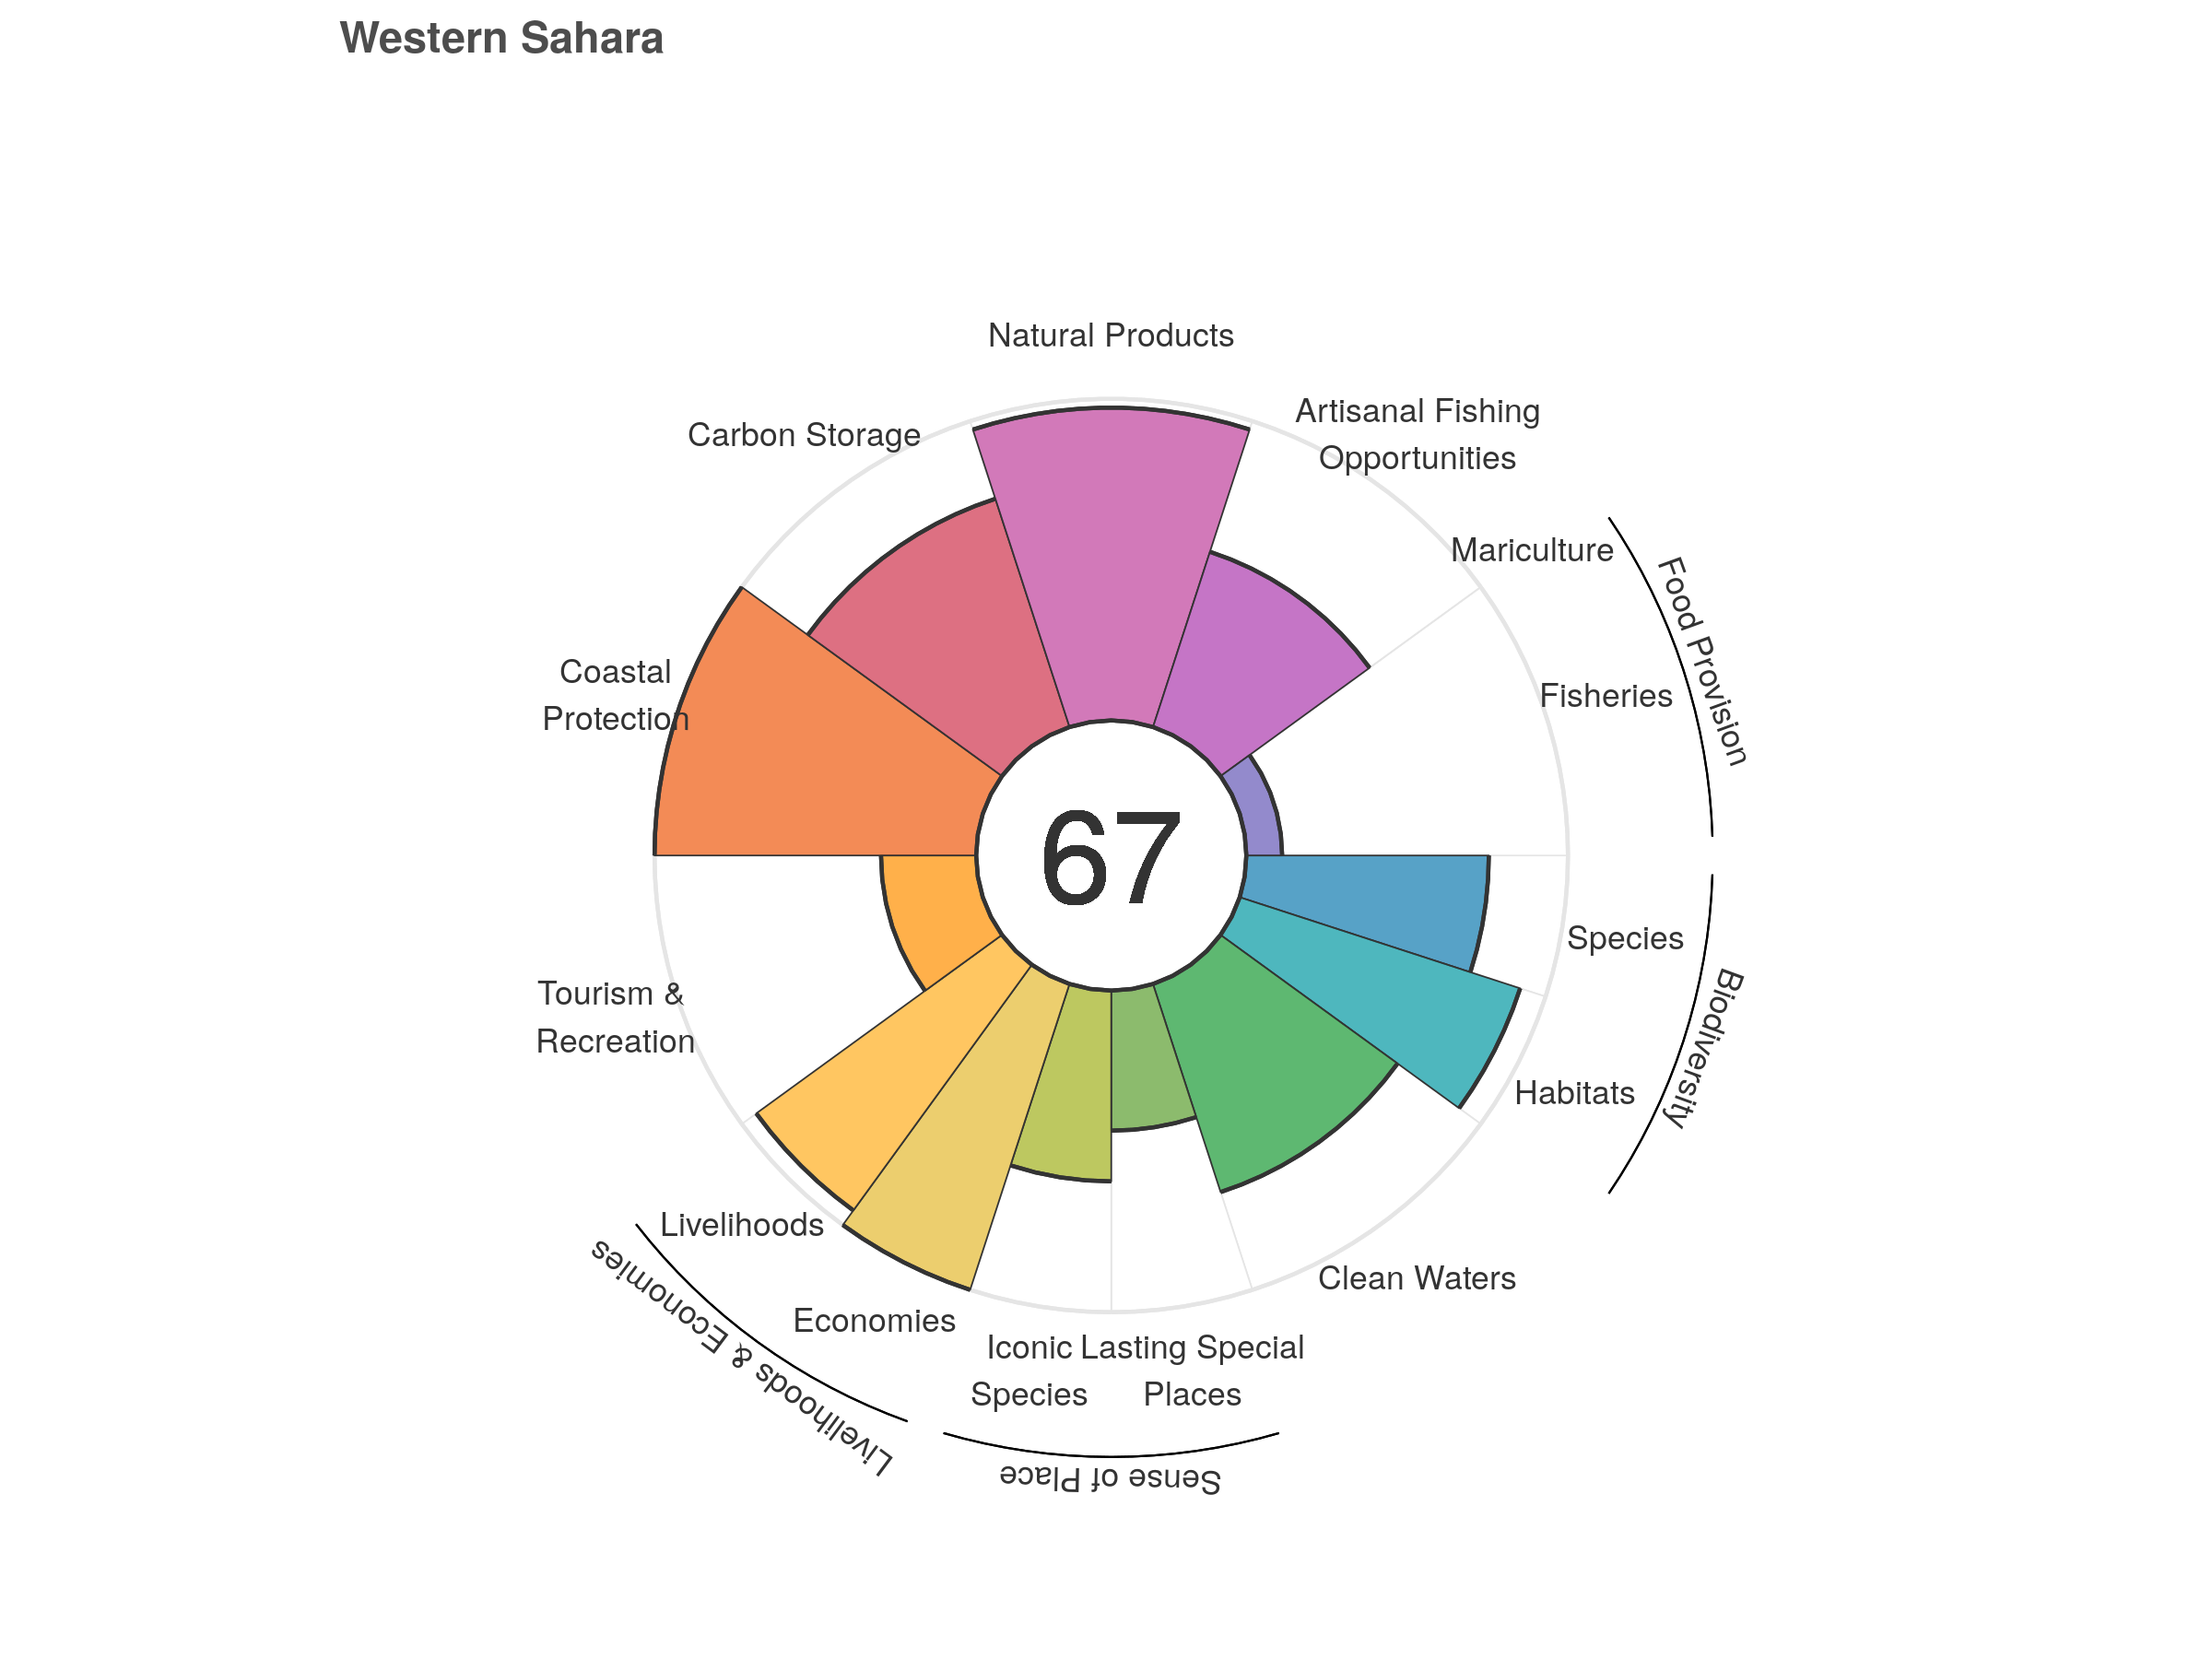 Western Sahara
Natural Products
Artisanal Fishing
Opportunities
Carbon Storage
Mariculture
Food Provision
Fisheries
Coastal
Protection
67
Species
Biodiversity
Tourism &
Recreation
Habitats
Livelihoods
Clean Waters
Economies
Livelihoods & Economies
Iconic
Species
Lasting Special
Places
Sense of Place